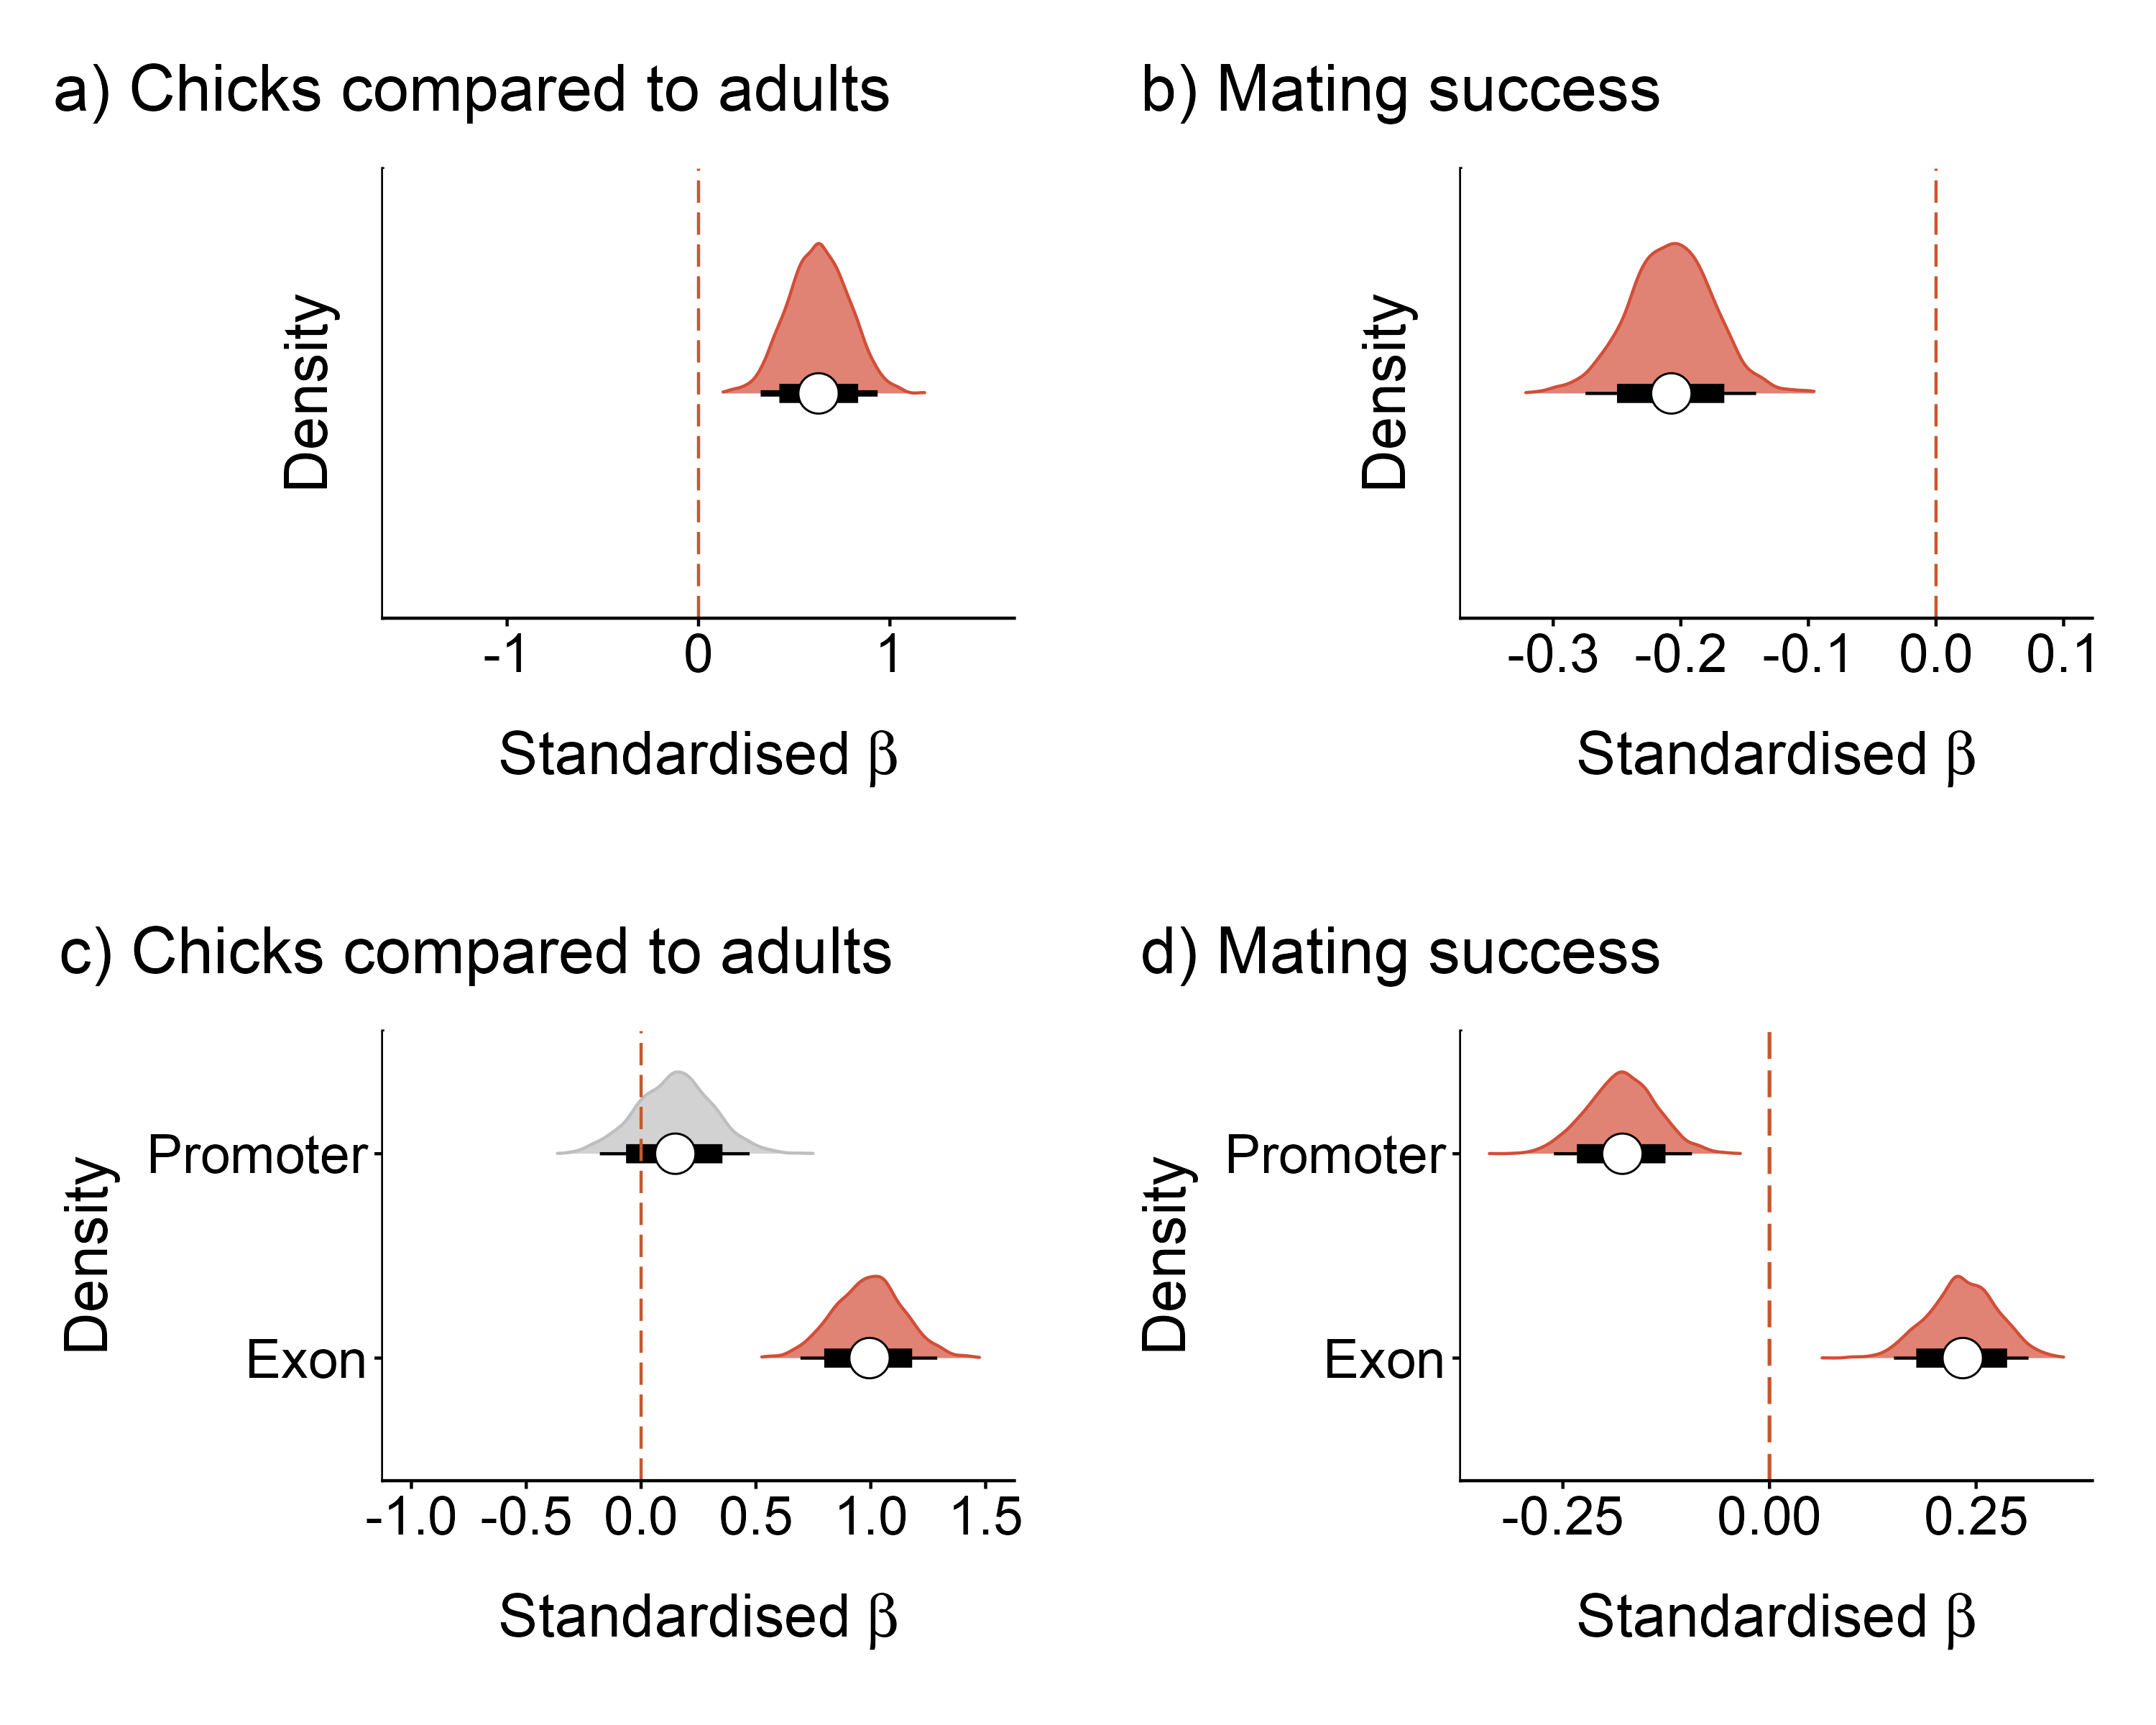 a) Chicks compared to adults
Density
-1 0 1
Standardised β
b) Mating success
Density
-0.3 -0.2 -0.1 0.0 0.1
Standardised β
c) Chicks compared to adults
Density
Promoter
Exon
-1.0 -0.5 0.0 0.5 1.0 1.5
Standardised β
d) Mating success
Density
Promoter
Exon
-0.25 0.00 0.25
Standardised β